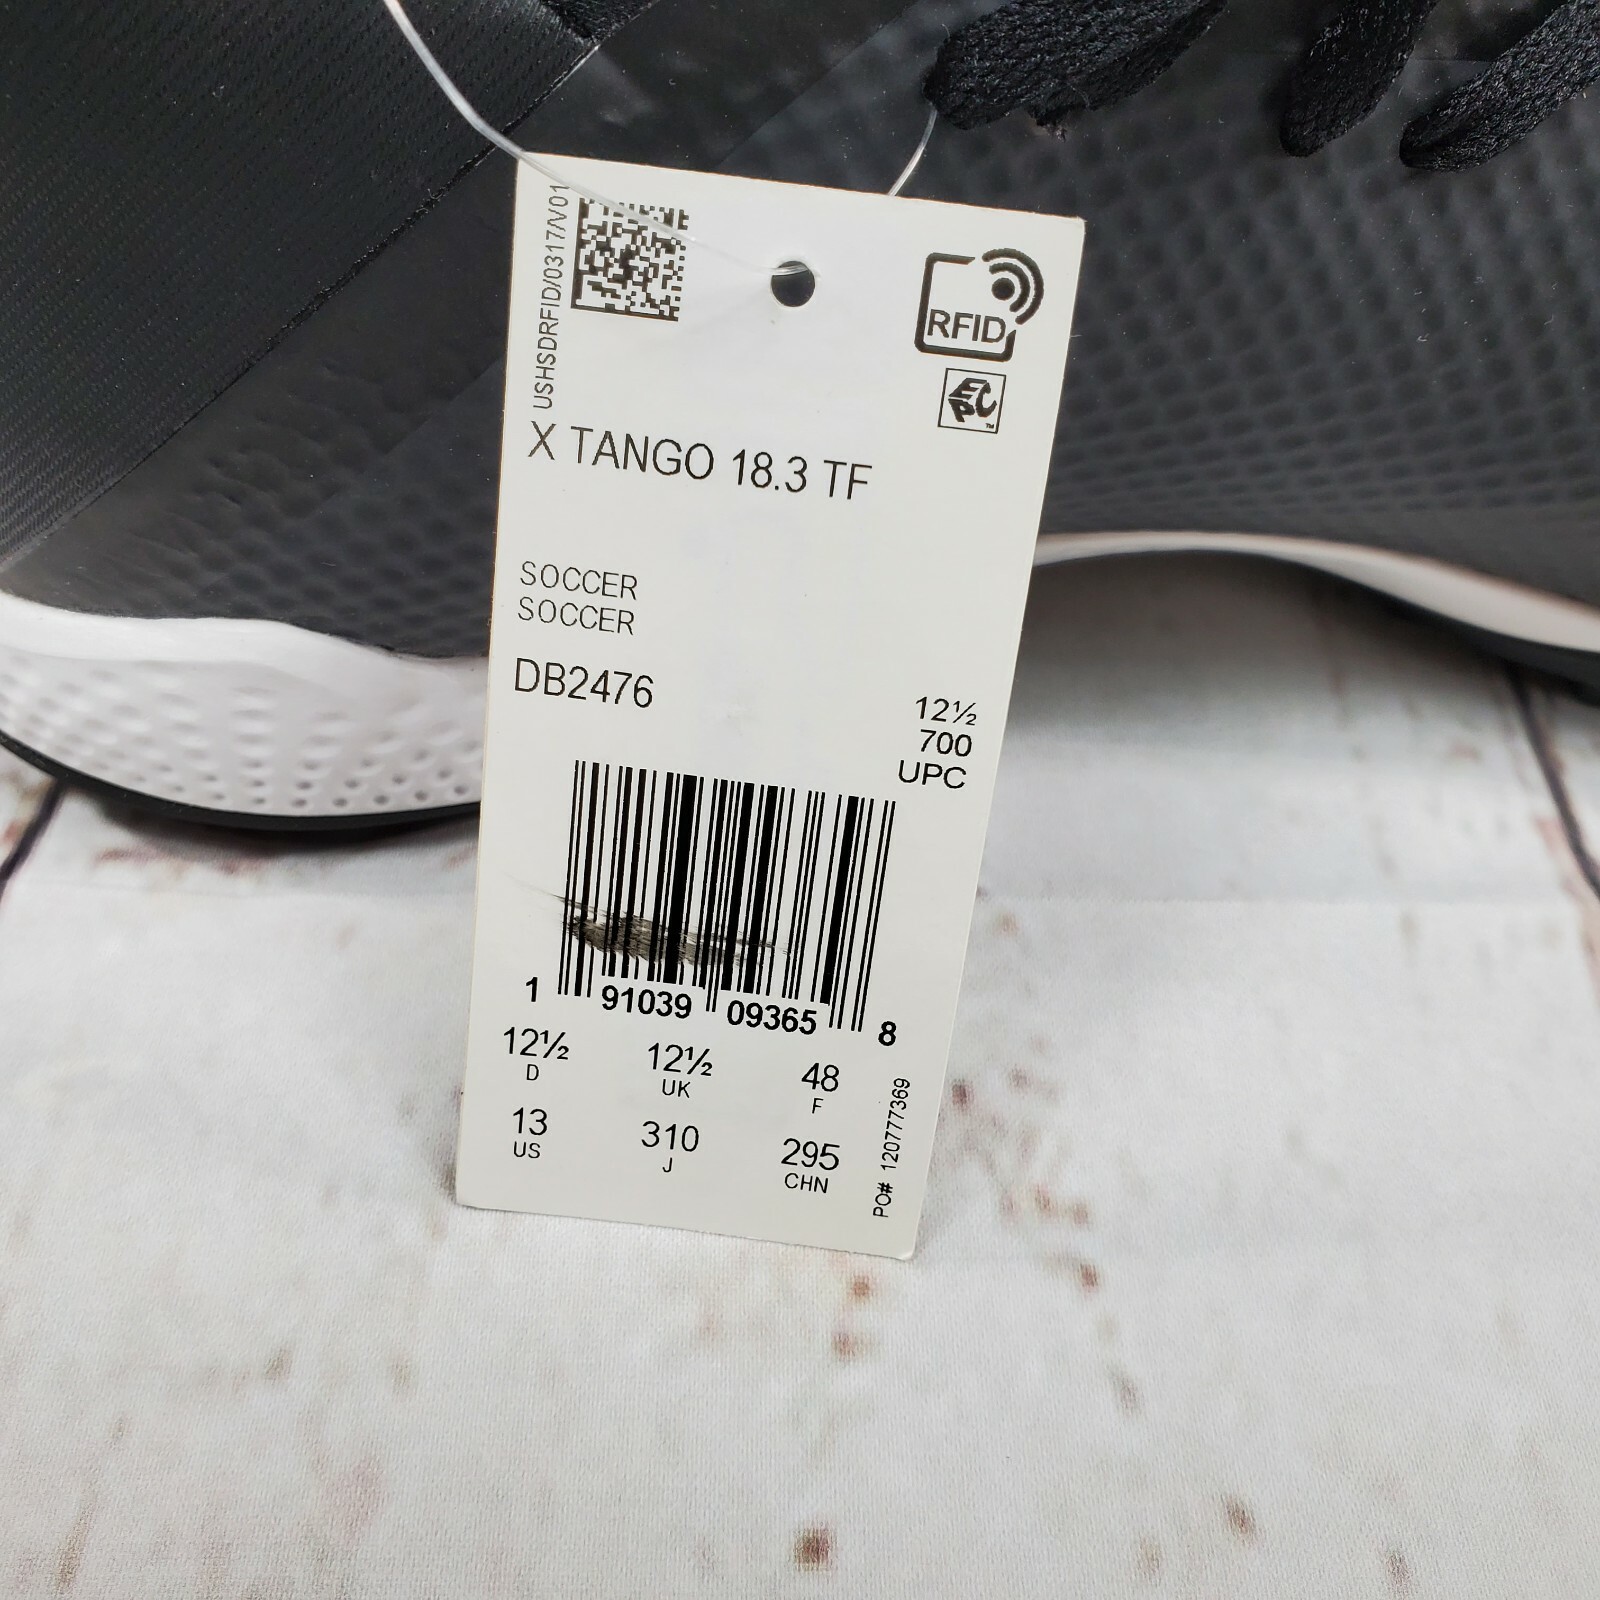 USHSDRFID/0317/V01
RFID
EPC™
X TANGO 18.3 TF
SOCCER
SOCCER
DB2476
12½
700
UPC
1 91039 09365 8
12½ 12½ 48
D UK F
13 310 295
US J CHN
PO# 120777369